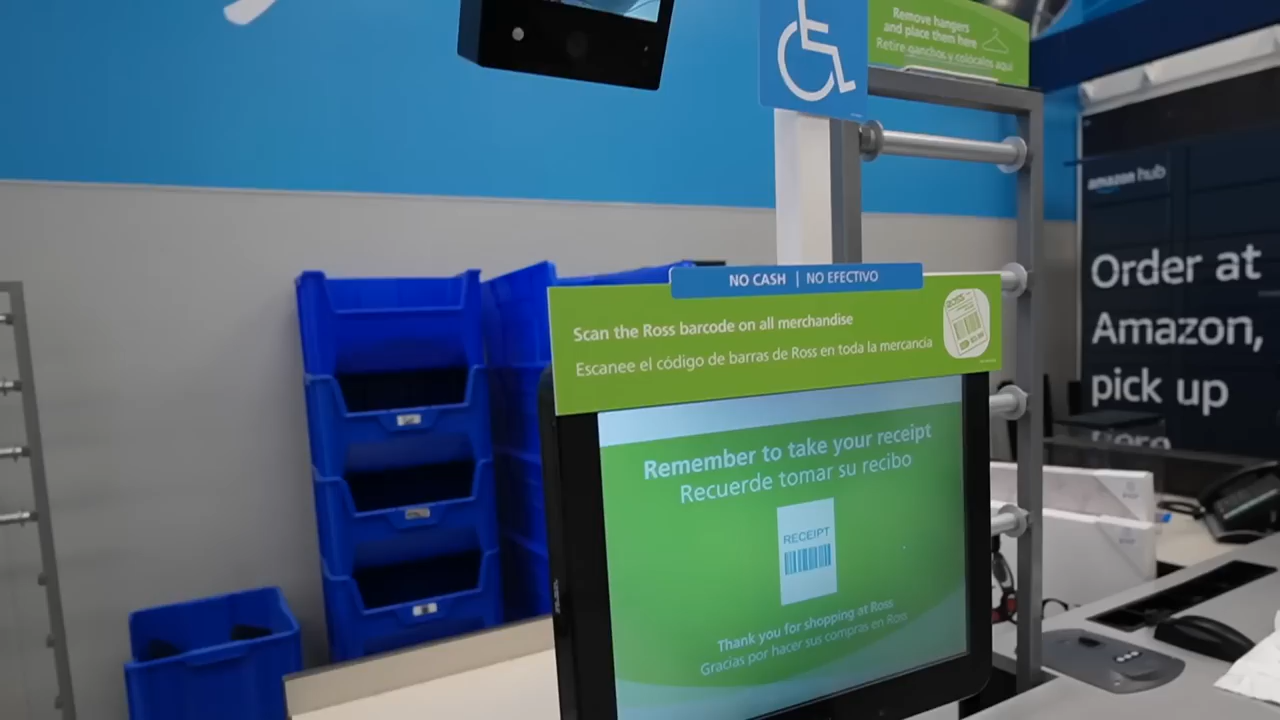 Remove hangers
and place them here
Retire ganchos y colócalos aquí
amazon hub
Order at
Amazon,
pick up
here
NO CASH | NO EFECTIVO
Scan the Ross barcode on all merchandise
Escanee el código de barras de Ross en toda la mercancía
ROSS
Remember to take your receipt
Recuerde tomar su recibo
RECEIPT
Thank you for shopping at Ross
Gracias por hacer sus compras en Ross